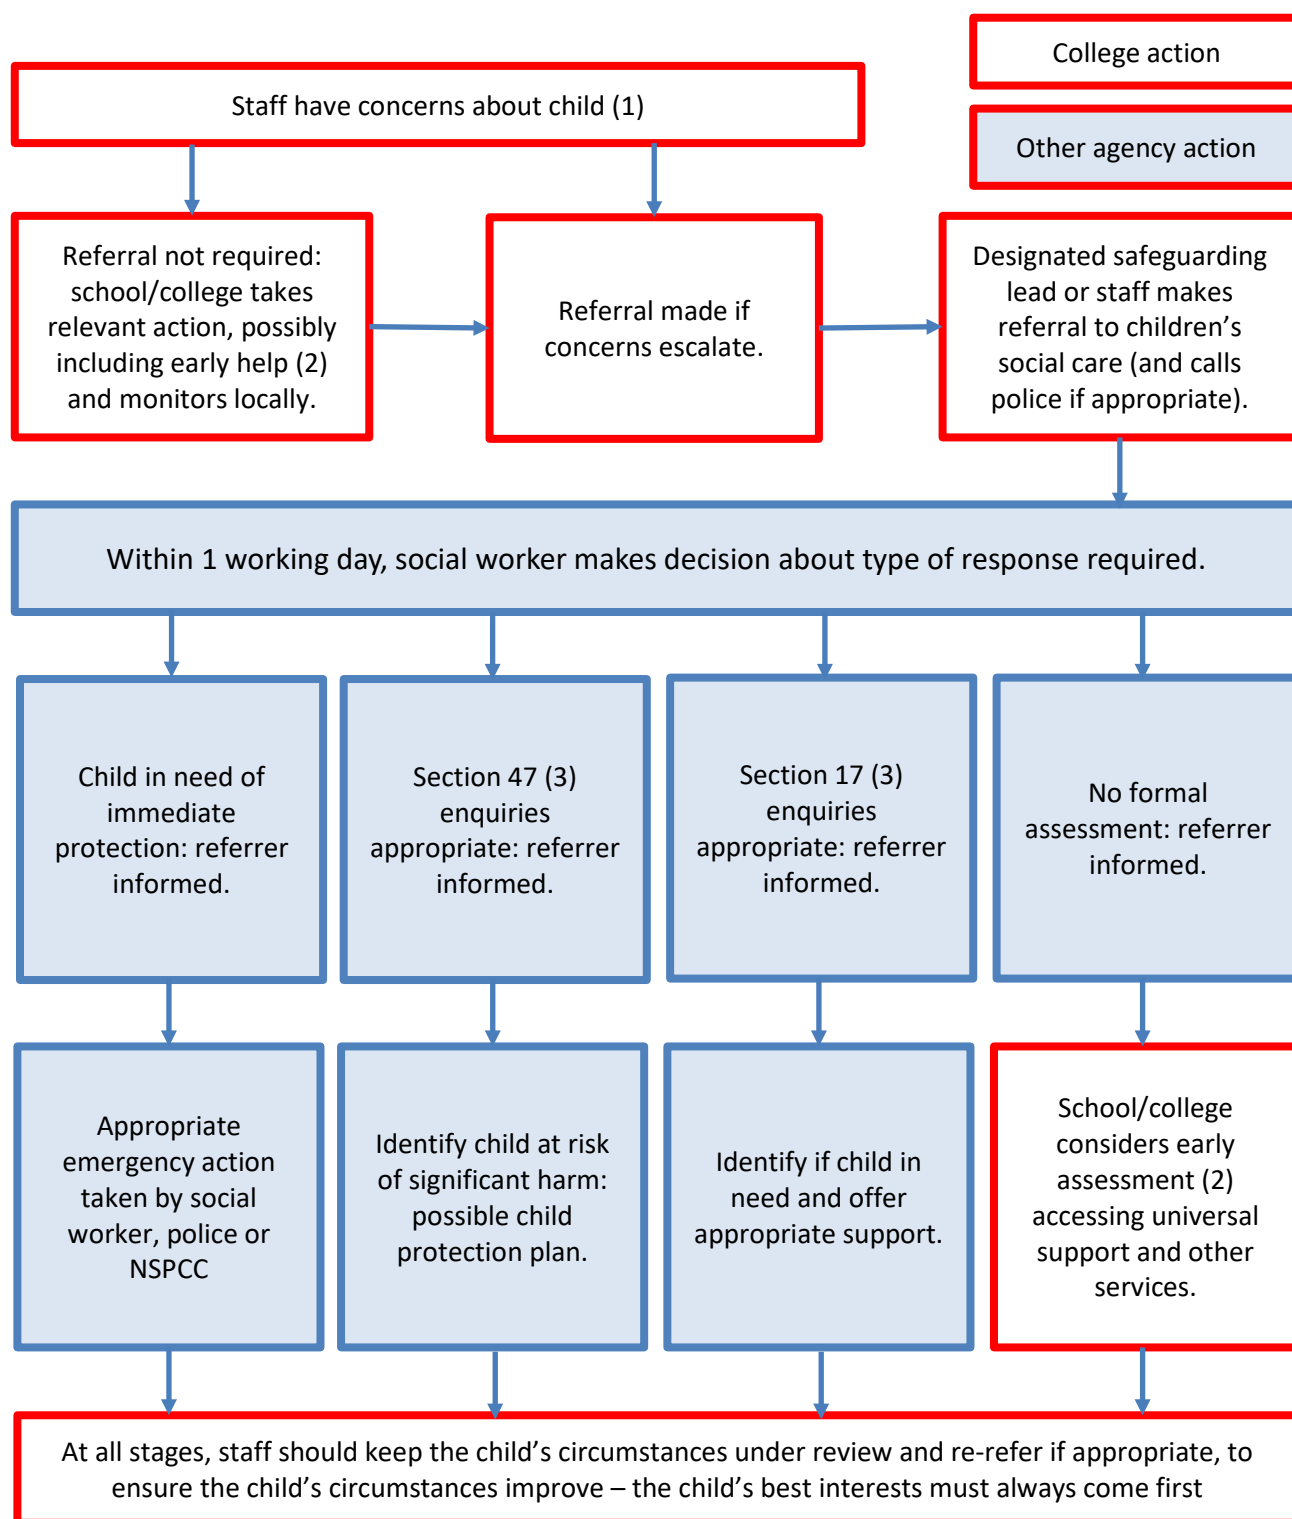 College action
Staff have concerns about child (1)
Other agency action
Referral not required:
school/college takes
relevant action, possibly
including early help (2)
and monitors locally.
Referral made if
concerns escalate.
Designated safeguarding
lead or staff makes
referral to children’s
social care (and calls
police if appropriate).
Within 1 working day, social worker makes decision about type of response required.
Child in need of
immediate
protection: referrer
informed.
Section 47 (3)
enquiries
appropriate: referrer
informed.
Section 17 (3)
enquiries
appropriate: referrer
informed.
No formal
assessment: referrer
informed.
Appropriate
emergency action
taken by social
worker, police or
NSPCC
Identify child at risk
of significant harm:
possible child
protection plan.
Identify if child in
need and offer
appropriate support.
School/college
considers early
assessment (2)
accessing universal
support and other
services.
At all stages, staff should keep the child’s circumstances under review and re-refer if appropriate, to
ensure the child’s circumstances improve – the child’s best interests must always come first